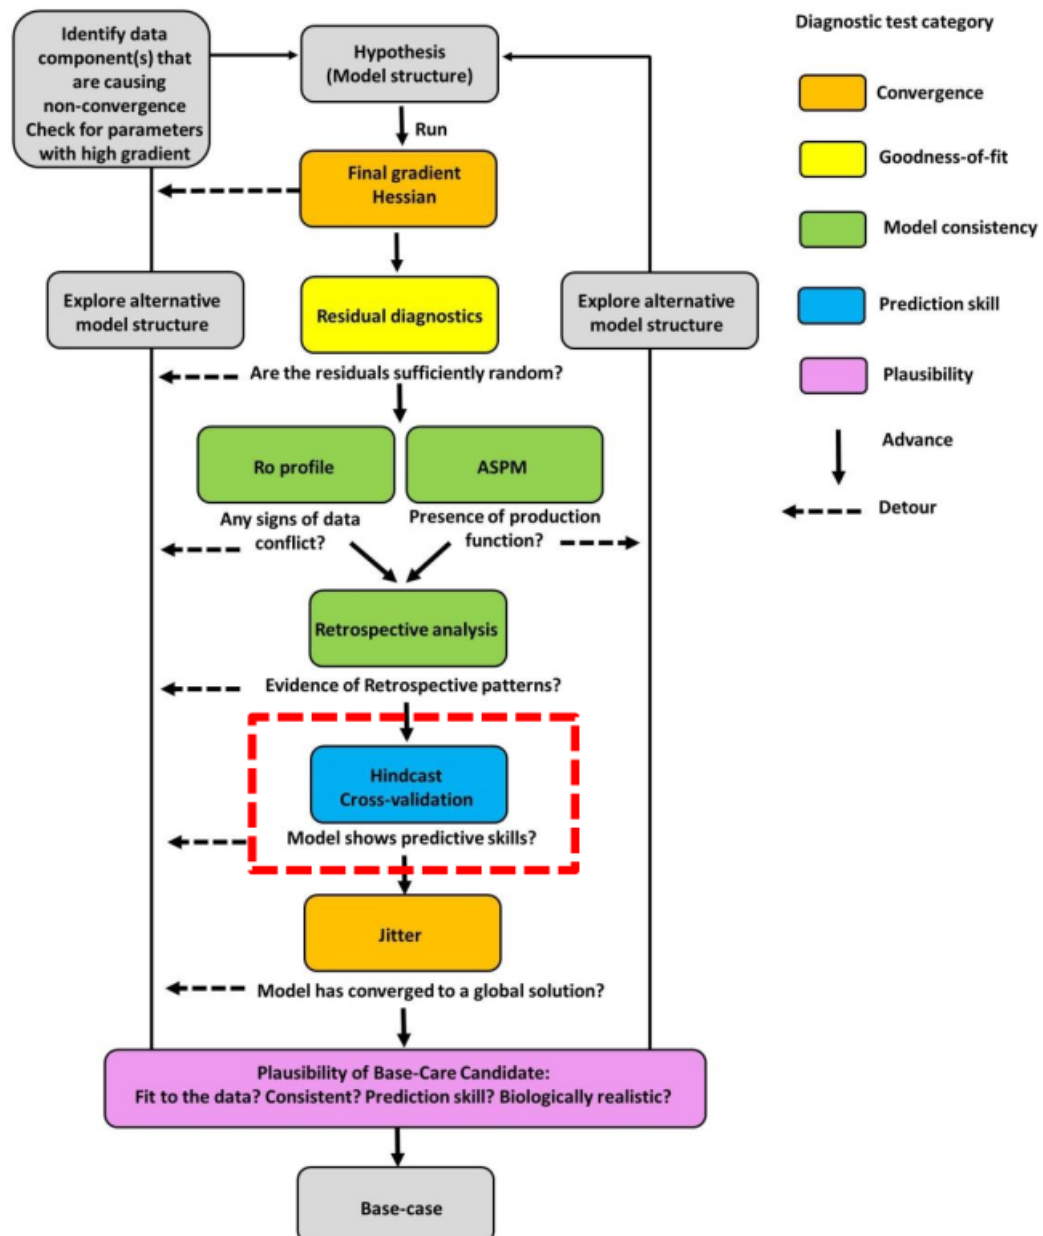 Identify data
component(s) that
are causing
non-convergence
Check for parameters
with high gradient
Hypothesis
(Model structure)
Run
Final gradient
Hessian
Explore alternative
model structure
Residual diagnostics
Explore alternative
model structure
Are the residuals sufficiently random?
Ro profile
ASPM
Any signs of data
conflict?
Presence of production
function?
Retrospective analysis
Evidence of Retrospective patterns?
Hindcast
Cross-validation
Model shows predictive skills?
Jitter
Model has converged to a global solution?
Plausibility of Base-Care Candidate:
Fit to the data? Consistent? Prediction skill? Biologically realistic?
Base-case
Diagnostic test category
Convergence
Goodness-of-fit
Model consistency
Prediction skill
Plausibility
Advance
Detour